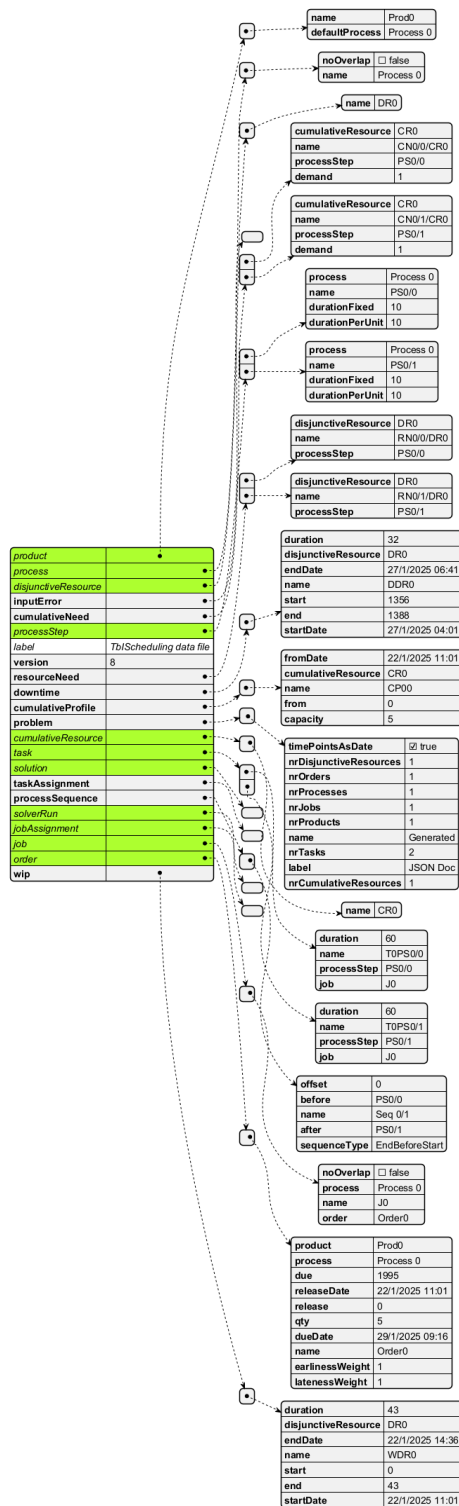 name Prod0
defaultProcess Process 0
noOverlap ☐ false
name Process 0
name DR0
cumulativeResource CR0
name CN0/0/CR0
processStep PS0/0
demand 1
cumulativeResource CR0
name CN0/1/CR0
processStep PS0/1
demand 1
process Process 0
name PS0/0
durationFixed 10
durationPerUnit 10
process Process 0
name PS0/1
durationFixed 10
durationPerUnit 10
disjunctiveResource DR0
name RN0/0/DR0
processStep PS0/0
disjunctiveResource DR0
name RN0/1/DR0
processStep PS0/1
product
process
disjunctiveResource
inputError
cumulativeNeed
processStep
label TblScheduling data file
version 8
resourceNeed
downtime
cumulativeProfile
problem
cumulativeResource
task
solution
taskAssignment
processSequence
solverRun
jobAssignment
job
order
wip
duration 32
disjunctiveResource DR0
endDate 27/1/2025 06:41
name DDR0
start 1356
end 1388
startDate 27/1/2025 04:01
fromDate 22/1/2025 11:01
cumulativeResource CR0
name CP00
from 0
capacity 5
timePointsAsDate ☑ true
nrDisjunctiveResources 1
nrOrders 1
nrProcesses 1
nrJobs 1
nrProducts 1
name Generated
nrTasks 2
label JSON Doc
nrCumulativeResources 1
name CR0
duration 60
name T0PS0/0
processStep PS0/0
job J0
duration 60
name T0PS0/1
processStep PS0/1
job J0
offset 0
before PS0/0
name Seq 0/1
after PS0/1
sequenceType EndBeforeStart
noOverlap ☐ false
process Process 0
name J0
order Order0
product Prod0
process Process 0
due 1995
releaseDate 22/1/2025 11:01
release 0
qty 5
dueDate 29/1/2025 09:16
name Order0
earlinessWeight 1
latenessWeight 1
duration 43
disjunctiveResource DR0
endDate 22/1/2025 14:36
name WDR0
start 0
end 43
startDate 22/1/2025 11:01